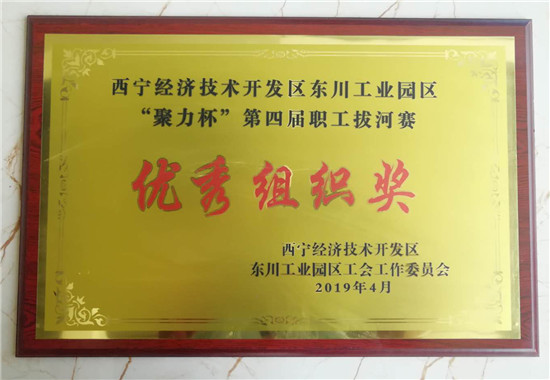 西宁经济技术开发区东川工业园区
“聚力杯”第四届职工拔河赛
优秀组织奖
西宁经济技术开发区
东川工业园区工会工作委员会
2019年4月